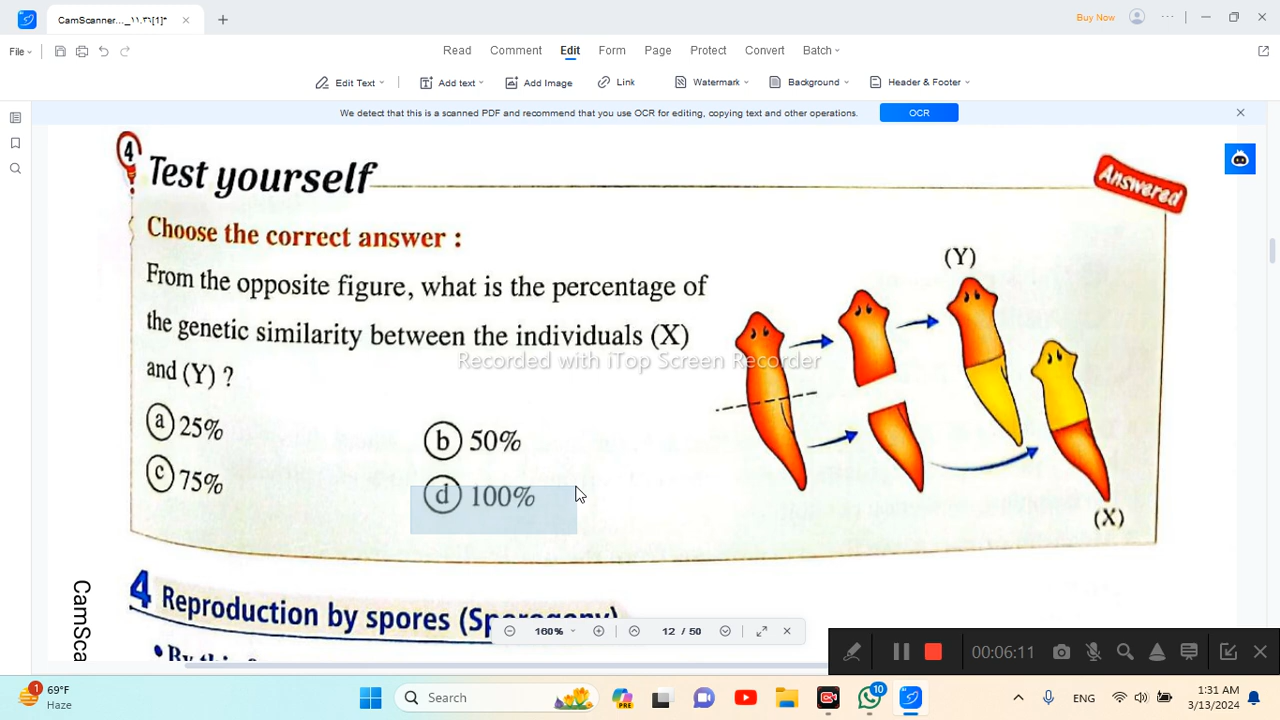 CamScanner..._١١,٣١[1]*
Buy Now
File
Read
Comment
Edit
Form
Page
Protect
Convert
Batch
Edit Text
Add text
Add Image
Link
Watermark
Background
Header & Footer
We detect that this is a scanned PDF and recommend that you use OCR for editing, copying text and other operations.
OCR
4
Test yourself
Answered
Choose the correct answer :
From the opposite figure, what is the percentage of
the genetic similarity between the individuals (X)
and (Y) ?
a 25%
b 50%
c 75%
d 100%
(Y)
(X)
Recorded with iTop Screen Recorder
4 Reproduction by spores (Sporogony)
CamSca
160%
12 / 50
00:06:11
1
69°F
Haze
Search
PRE
10
ENG
1:31 AM
3/13/2024